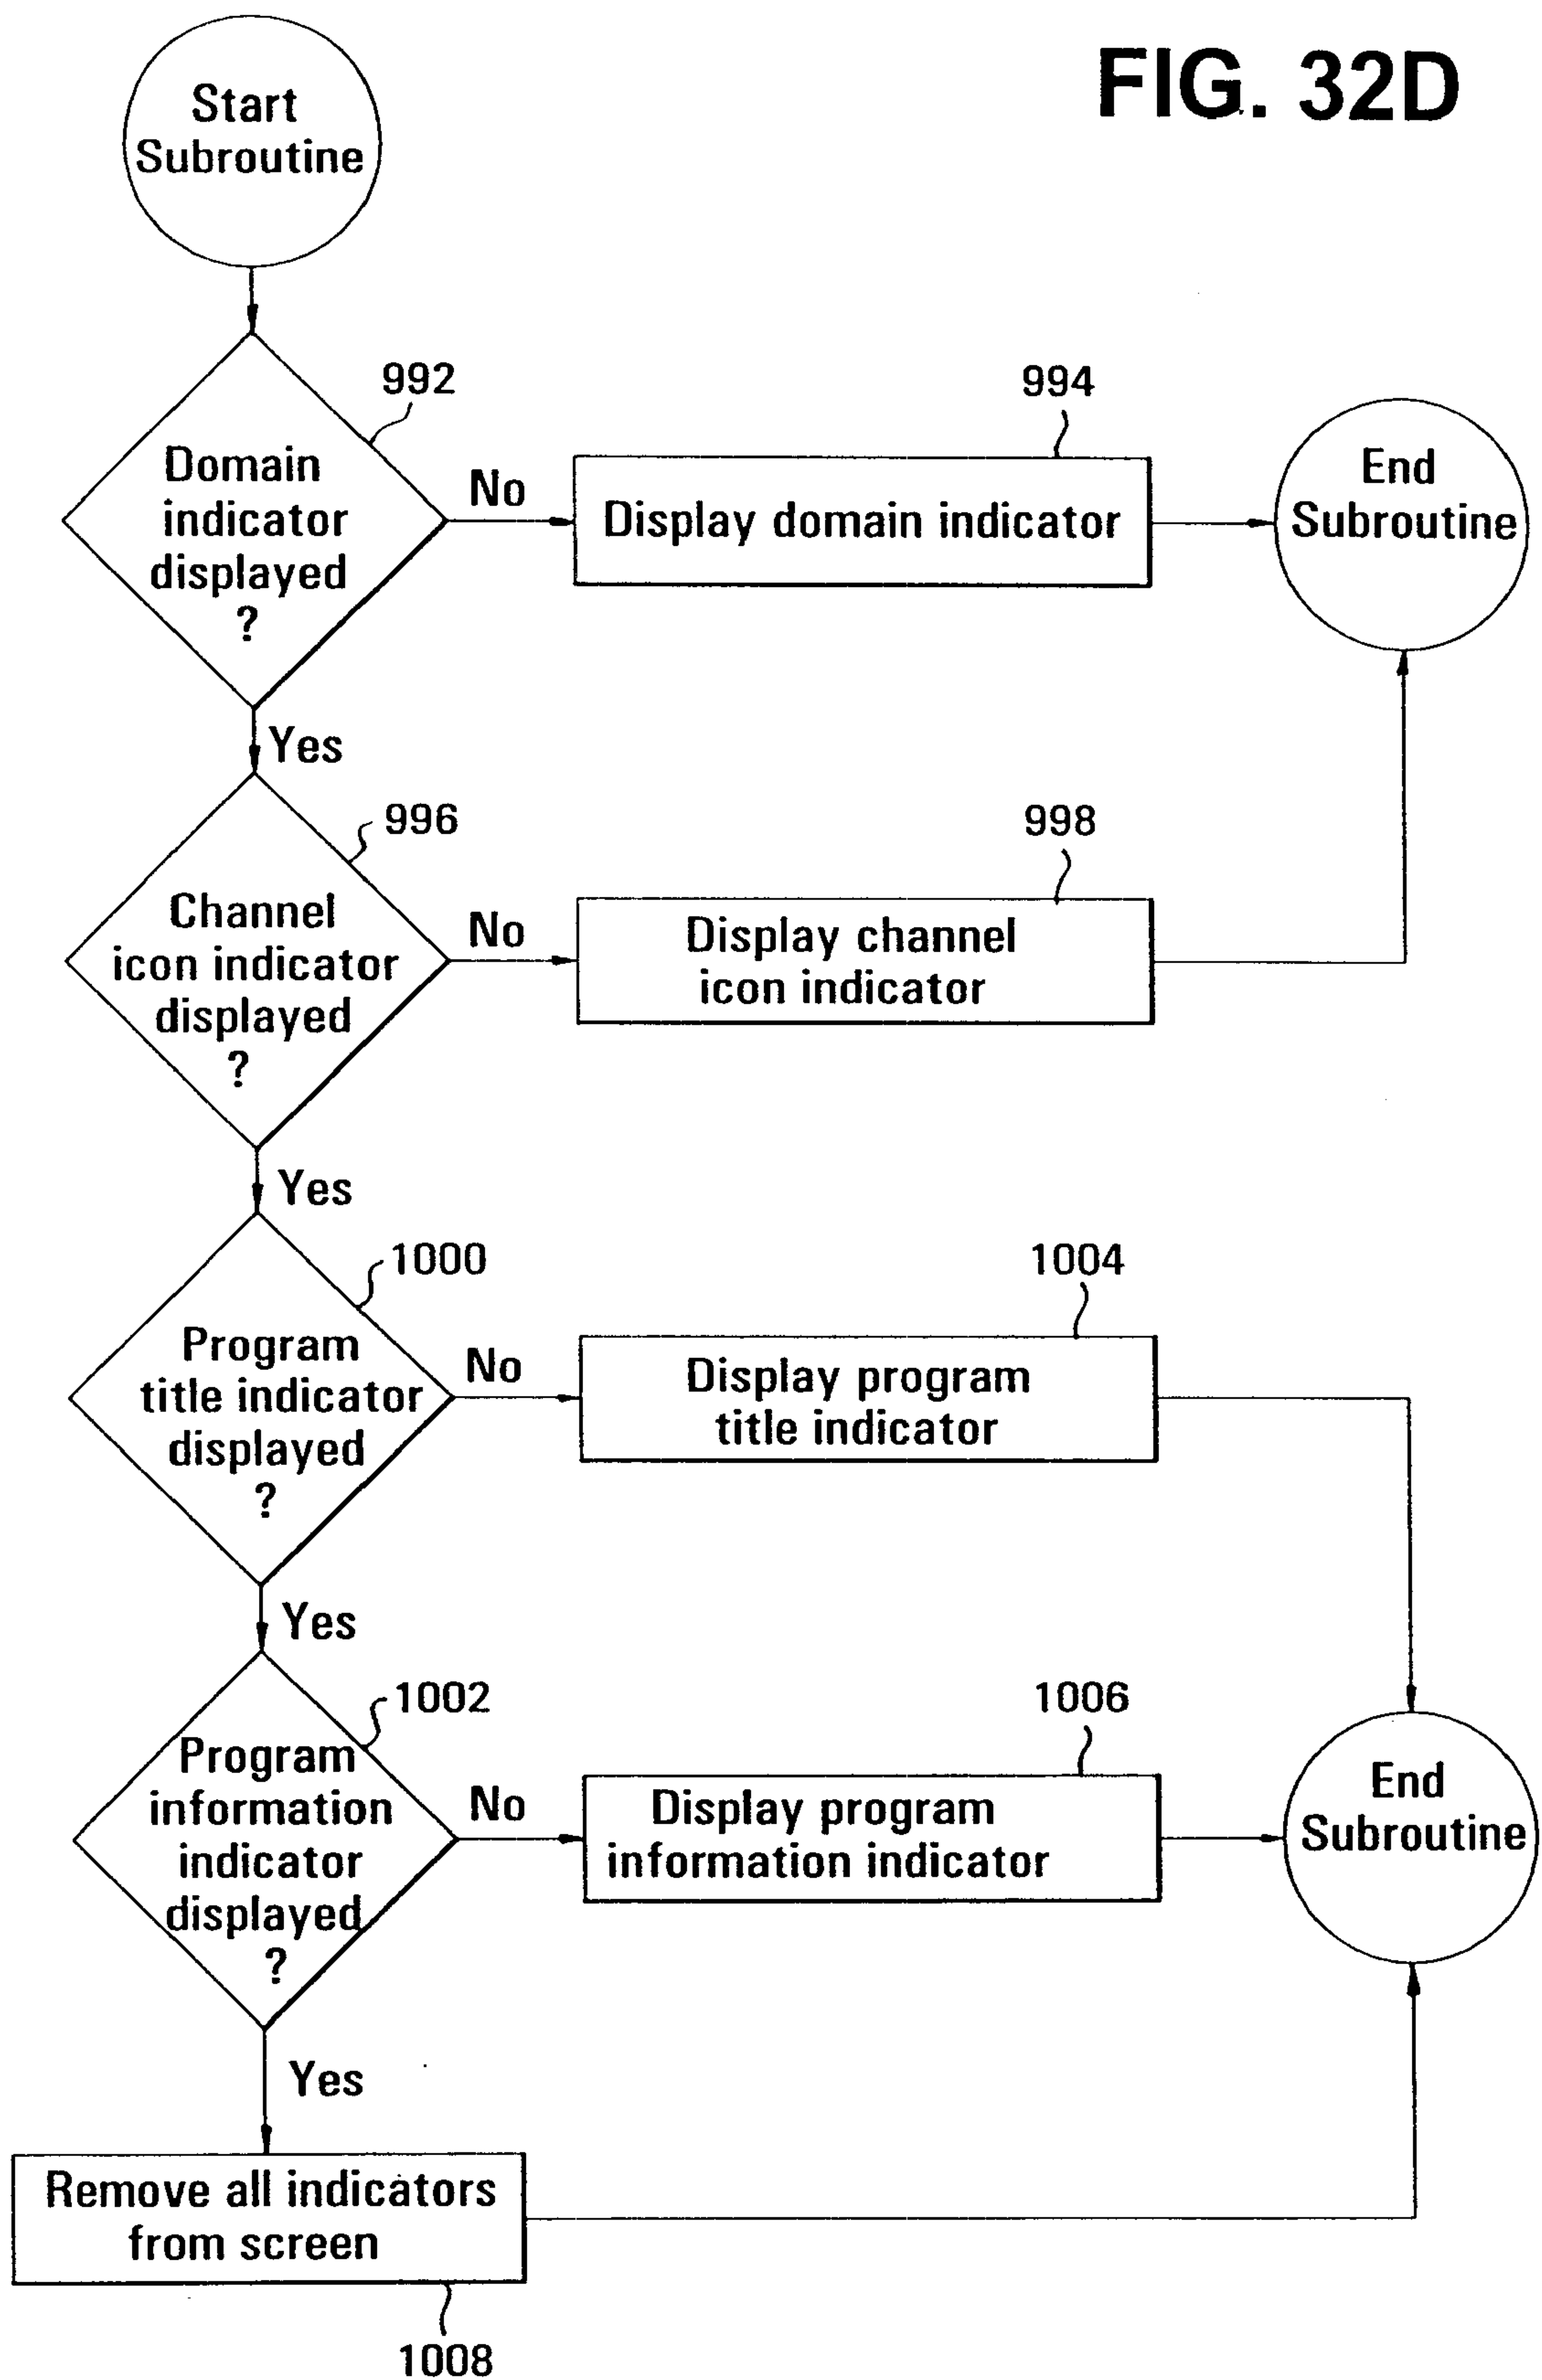 FIG. 32D
Start
Subroutine
992
Domain
indicator
displayed
?
No
994
Display domain indicator
End
Subroutine
Yes
996
Channel
icon indicator
displayed
?
No
998
Display channel
icon indicator
Yes
1000
Program
title indicator
displayed
?
No
1004
Display program
title indicator
Yes
1002
Program
information
indicator
displayed
?
No
1006
Display program
information indicator
End
Subroutine
Yes
Remove all indicators
from screen
1008